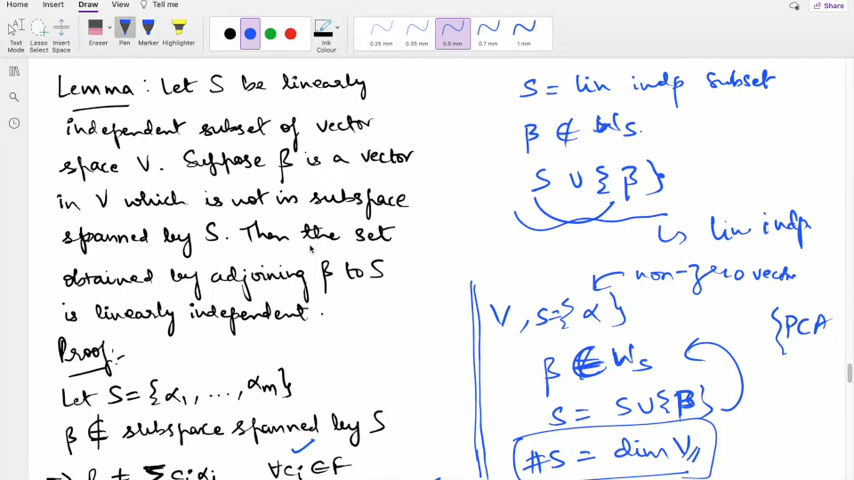 Home Insert Draw View Tell me
Share
Text Mode
Lasso Select
Insert Space
Eraser
Pen
Marker
Highlighter
Ink Colour
0.25 mm
0.35 mm
0.5 mm
0.7 mm
1 mm
Lemma : Let S be linearly
independent subset of vector
space V. Suppose β is a vector
in V which is not in subspace
spanned by S. Then the set
obtained by adjoining β to S
is linearly independent.
Proof:-
Let S = {α1, ..., αm}
β ∉ subspace spanned by S
⇒ β ≠ Σ ciαi ∀ci ∈ F
S = lin indp subset
β ∉ Ws.
S ∪ {β}
↳ lin indp
non-zero vector
V, S={α}
{PCA
β ∉ Ws
S = S∪{β}
#S = dim V//